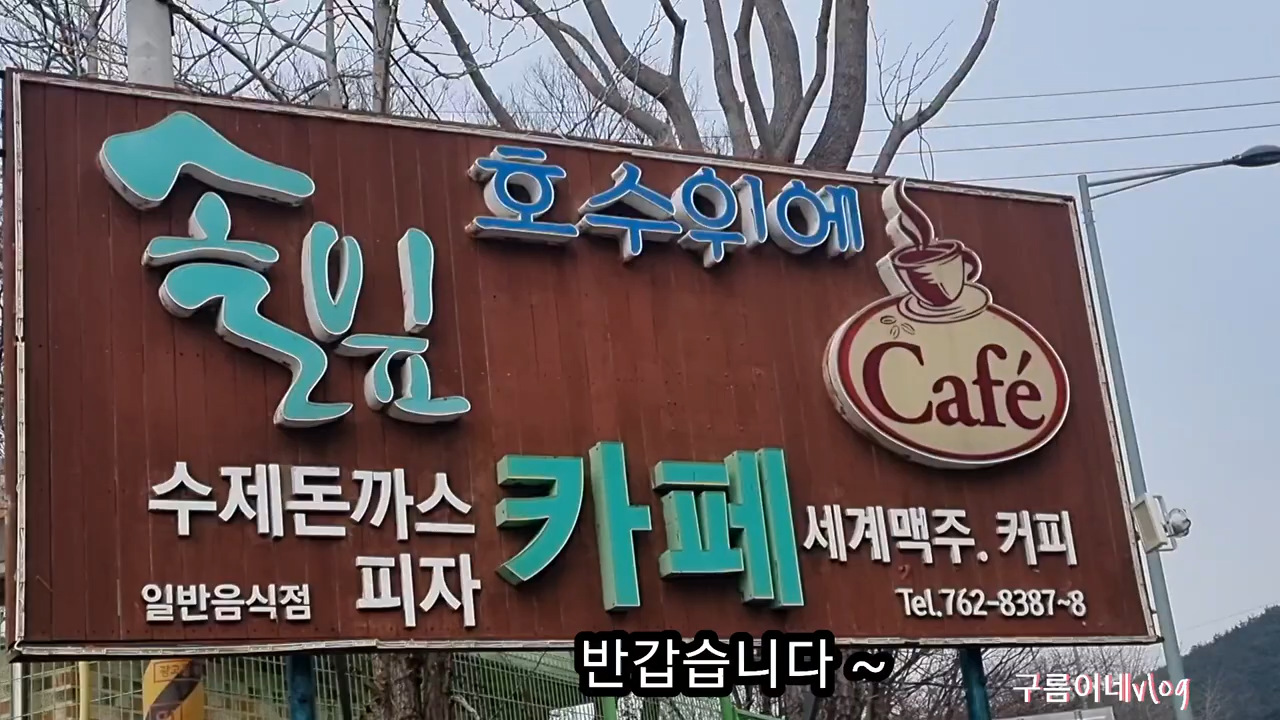 솔잎
호수위에
Café
수제돈까스
피자
카페
세계맥주. 커피
일반음식점
Tel.762-8387~8
반갑습니다 ~
구름이네vlog